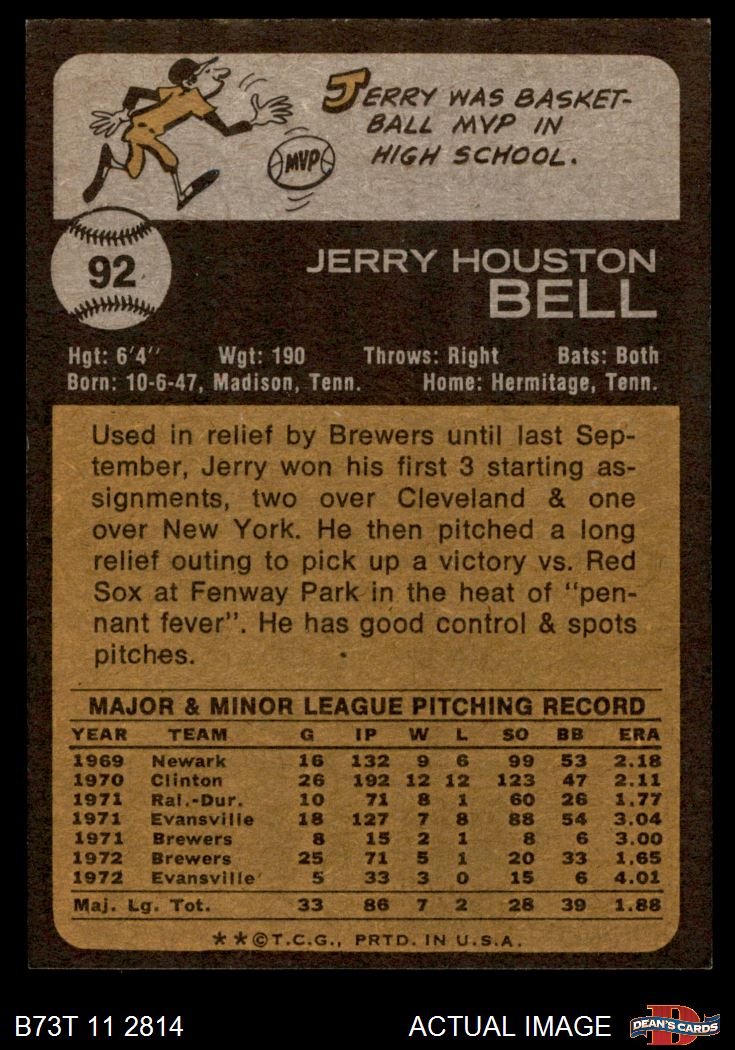 JERRY WAS BASKET-
BALL MVP IN
HIGH SCHOOL.
MVP
92
JERRY HOUSTON
BELL
Hgt: 6'4" Wgt: 190 Throws: Right Bats: Both
Born: 10-6-47, Madison, Tenn. Home: Hermitage, Tenn.
Used in relief by Brewers until last Sep-
tember, Jerry won his first 3 starting as-
signments, two over Cleveland & one
over New York. He then pitched a long
relief outing to pick up a victory vs. Red
Sox at Fenway Park in the heat of "pen-
nant fever". He has good control & spots
pitches.
MAJOR & MINOR LEAGUE PITCHING RECORD
YEAR TEAM G IP W L SO BB ERA
1969 Newark 16 132 9 6 99 53 2.18
1970 Clinton 26 192 12 12 123 47 2.11
1971 Ral.-Dur. 10 71 8 1 60 26 1.77
1971 Evansville 18 127 7 8 88 54 3.04
1971 Brewers 8 15 2 1 8 6 3.00
1972 Brewers 25 71 5 1 20 33 1.65
1972 Evansville 5 33 3 0 15 6 4.01
Maj. Lg. Tot. 33 86 7 2 28 39 1.88
**©T.C.G., PRTD. IN U.S.A.
B73T 11 2814 ACTUAL IMAGE D DEAN'S CARDS